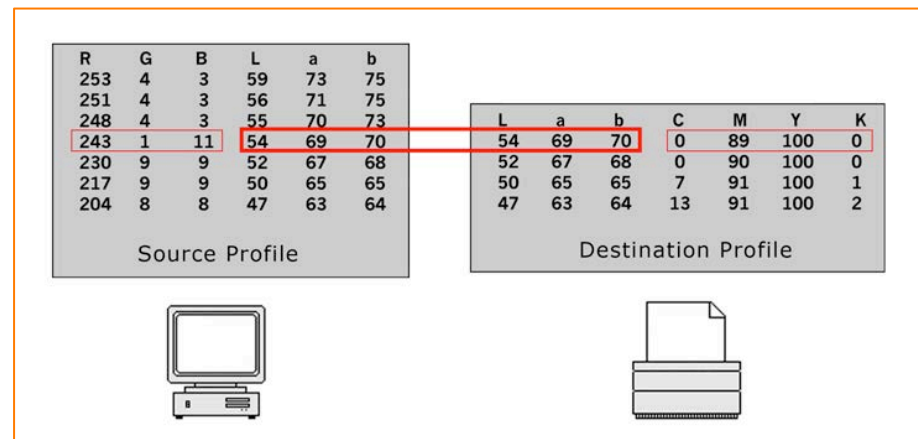 R G B L a b
253 4 3 59 73 75
251 4 3 56 71 75
248 4 3 55 70 73
243 1 11 54 69 70
230 9 9 52 67 68
217 9 9 50 65 65
204 8 8 47 63 64
Source Profile
L a b C M Y K
54 69 70 0 89 100 0
52 67 68 0 90 100 0
50 65 65 7 91 100 1
47 63 64 13 91 100 2
Destination Profile